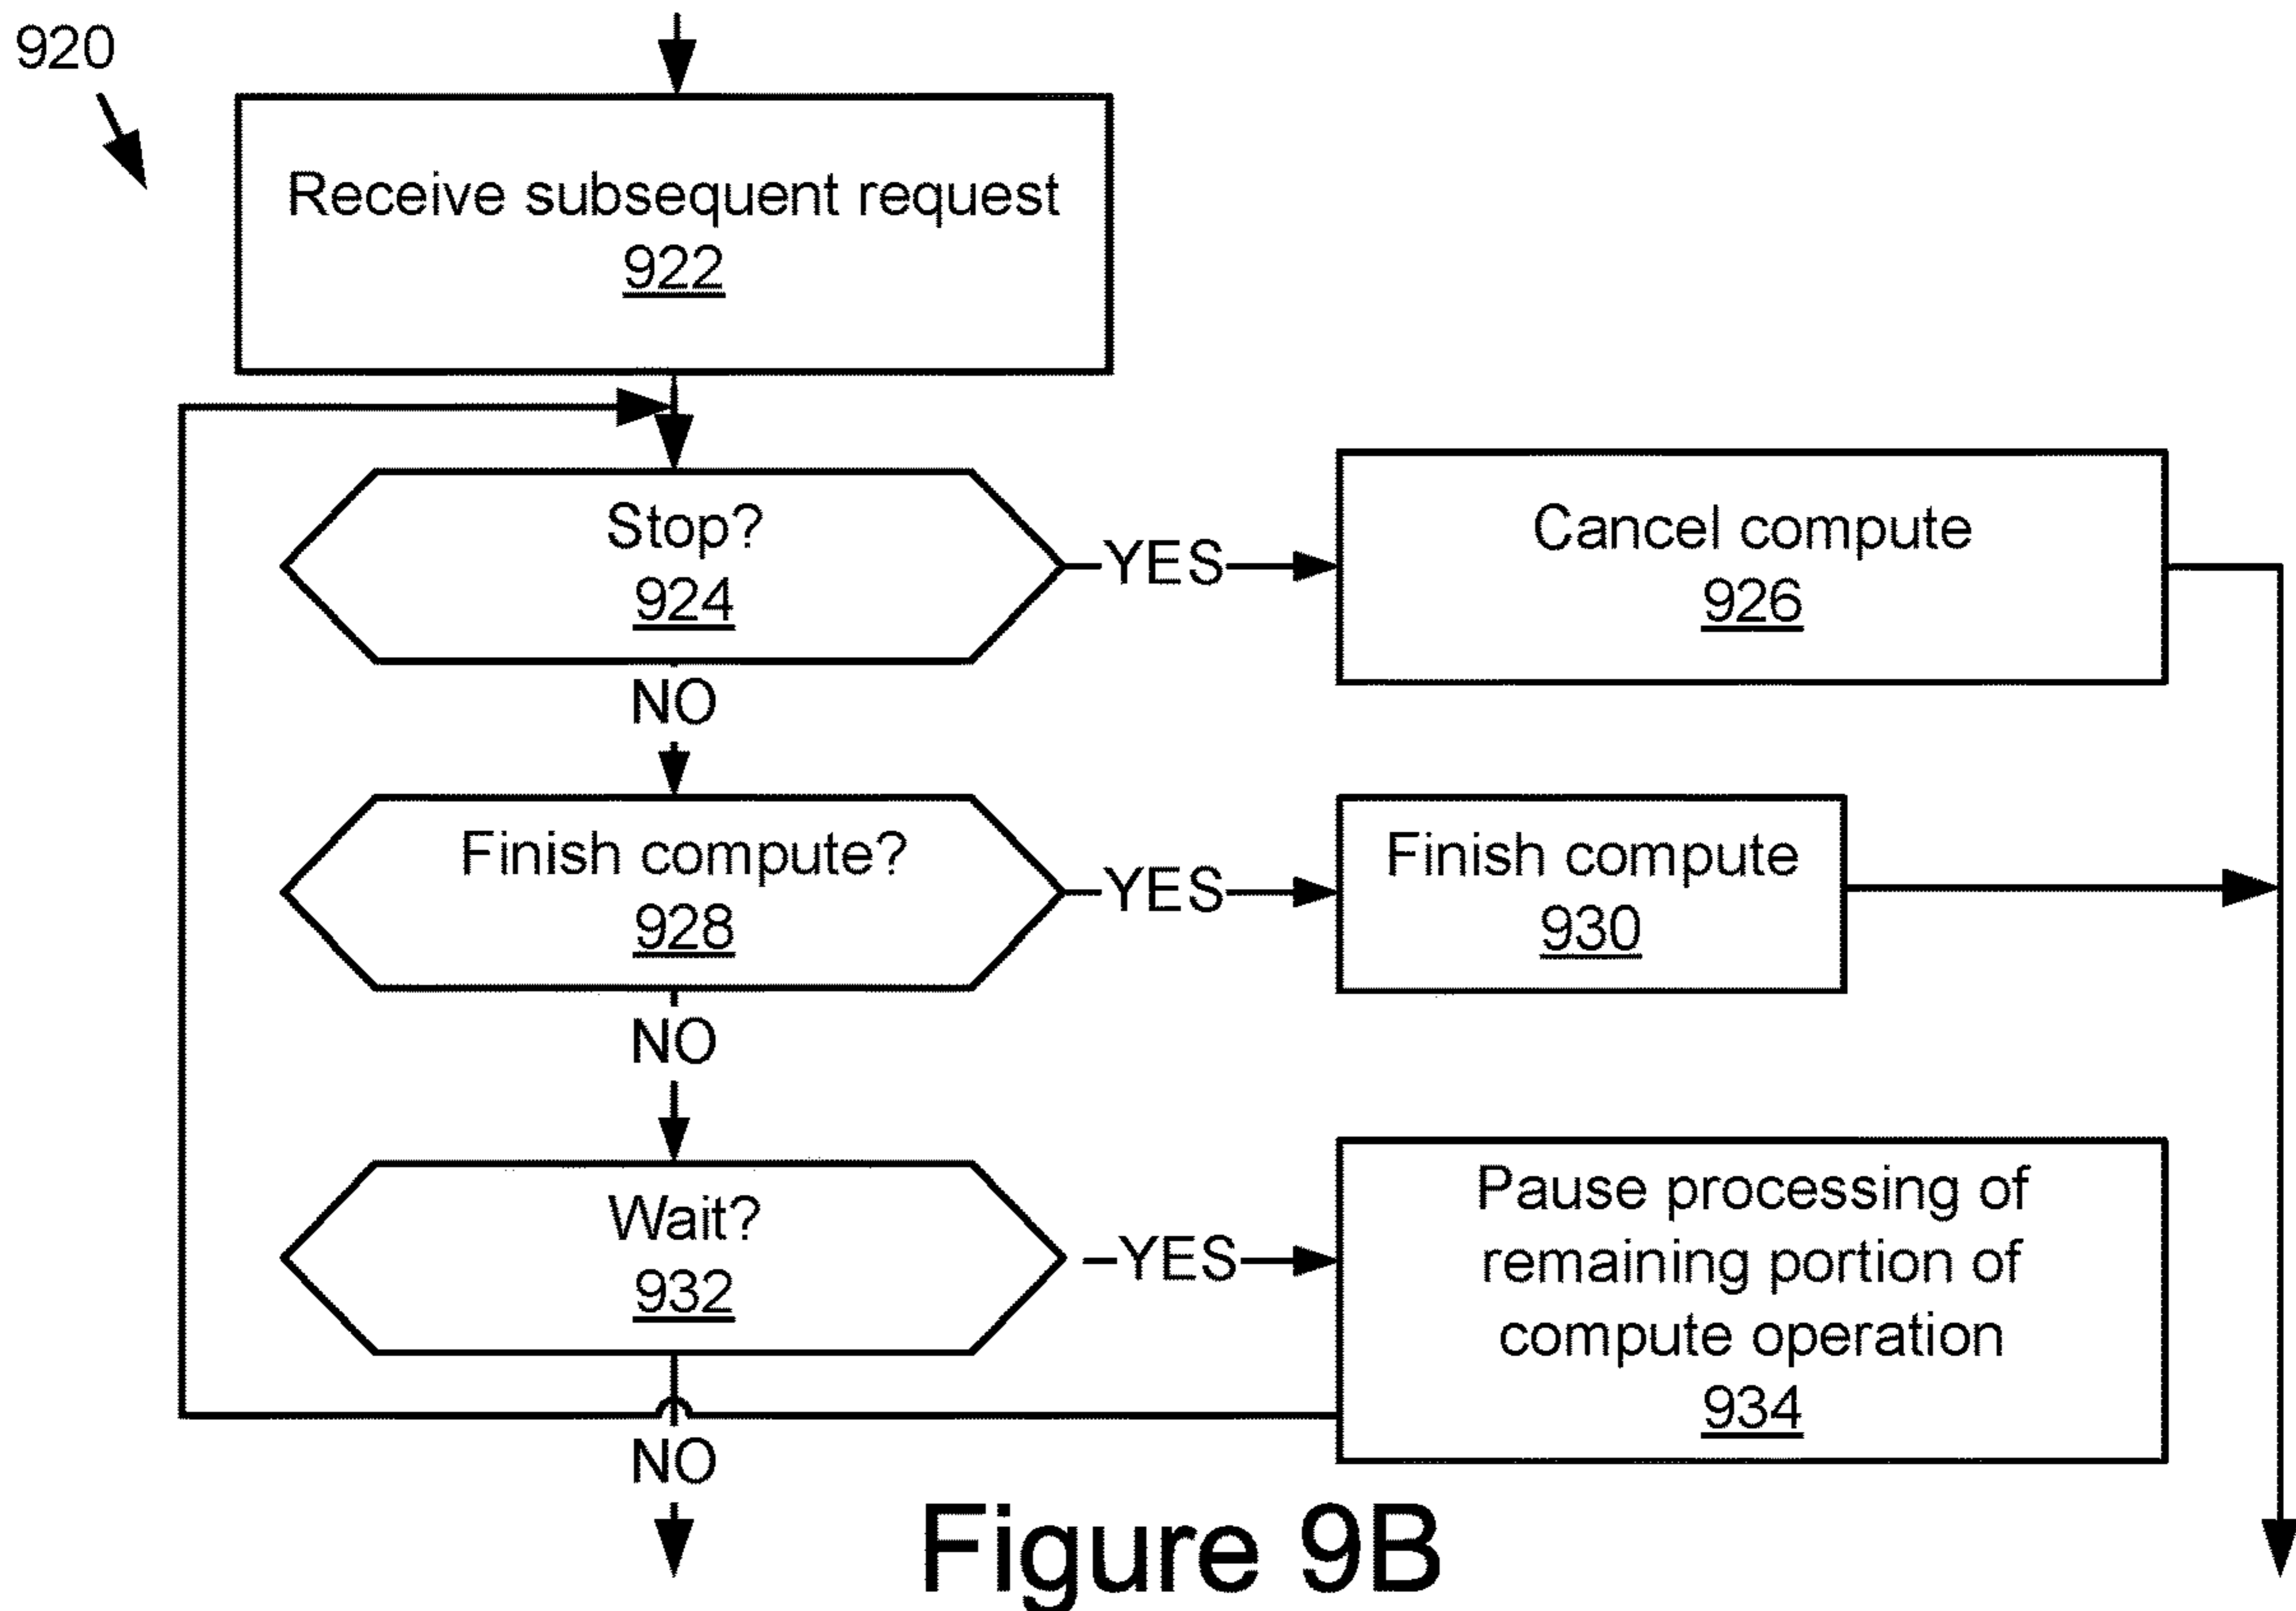 920
Receive subsequent request
922
Stop?
924
YES
Cancel compute
926
NO
Finish compute?
928
YES
Finish compute
930
NO
Wait?
932
YES
Pause processing of
remaining portion of
compute operation
934
NO
Figure 9B